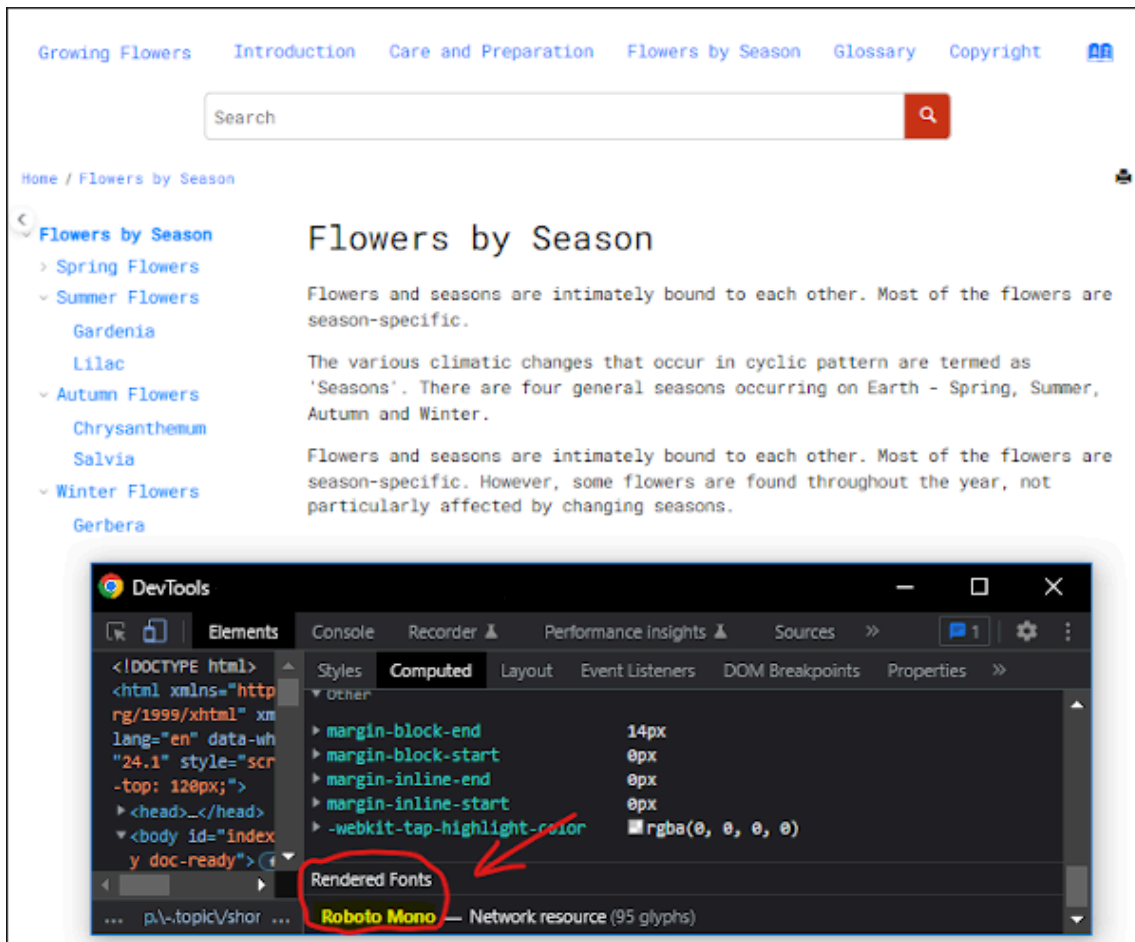 Growing Flowers Introduction Care and Preparation Flowers by Season Glossary Copyright
Search
Home / Flowers by Season
Flowers by Season
Spring Flowers
Summer Flowers
Gardenia
Lilac
Autumn Flowers
Chrysanthemum
Salvia
Winter Flowers
Gerbera
Flowers by Season
Flowers and seasons are intimately bound to each other. Most of the flowers are
season-specific.
The various climatic changes that occur in cyclic pattern are termed as
'Seasons'. There are four general seasons occurring on Earth - Spring, Summer,
Autumn and Winter.
Flowers and seasons are intimately bound to each other. Most of the flowers are
season-specific. However, some flowers are found throughout the year, not
particularly affected by changing seasons.
DevTools
Elements Console Recorder Performance insights Sources » 1
<!DOCTYPE html>
<html xmlns="http
rg/1999/xhtml" xm
lang="en" data-wh
"24.1" style="scr
-top: 120px;">
<head>…</head>
<body id="index
y doc-ready">
... p.\-.topic\/shor ...
Styles Computed Layout Event Listeners DOM Breakpoints Properties »
Other
margin-block-end 14px
margin-block-start 0px
margin-inline-end 0px
margin-inline-start 0px
-webkit-tap-highlight-color rgba(0, 0, 0, 0)
Rendered Fonts
Roboto Mono — Network resource (95 glyphs)